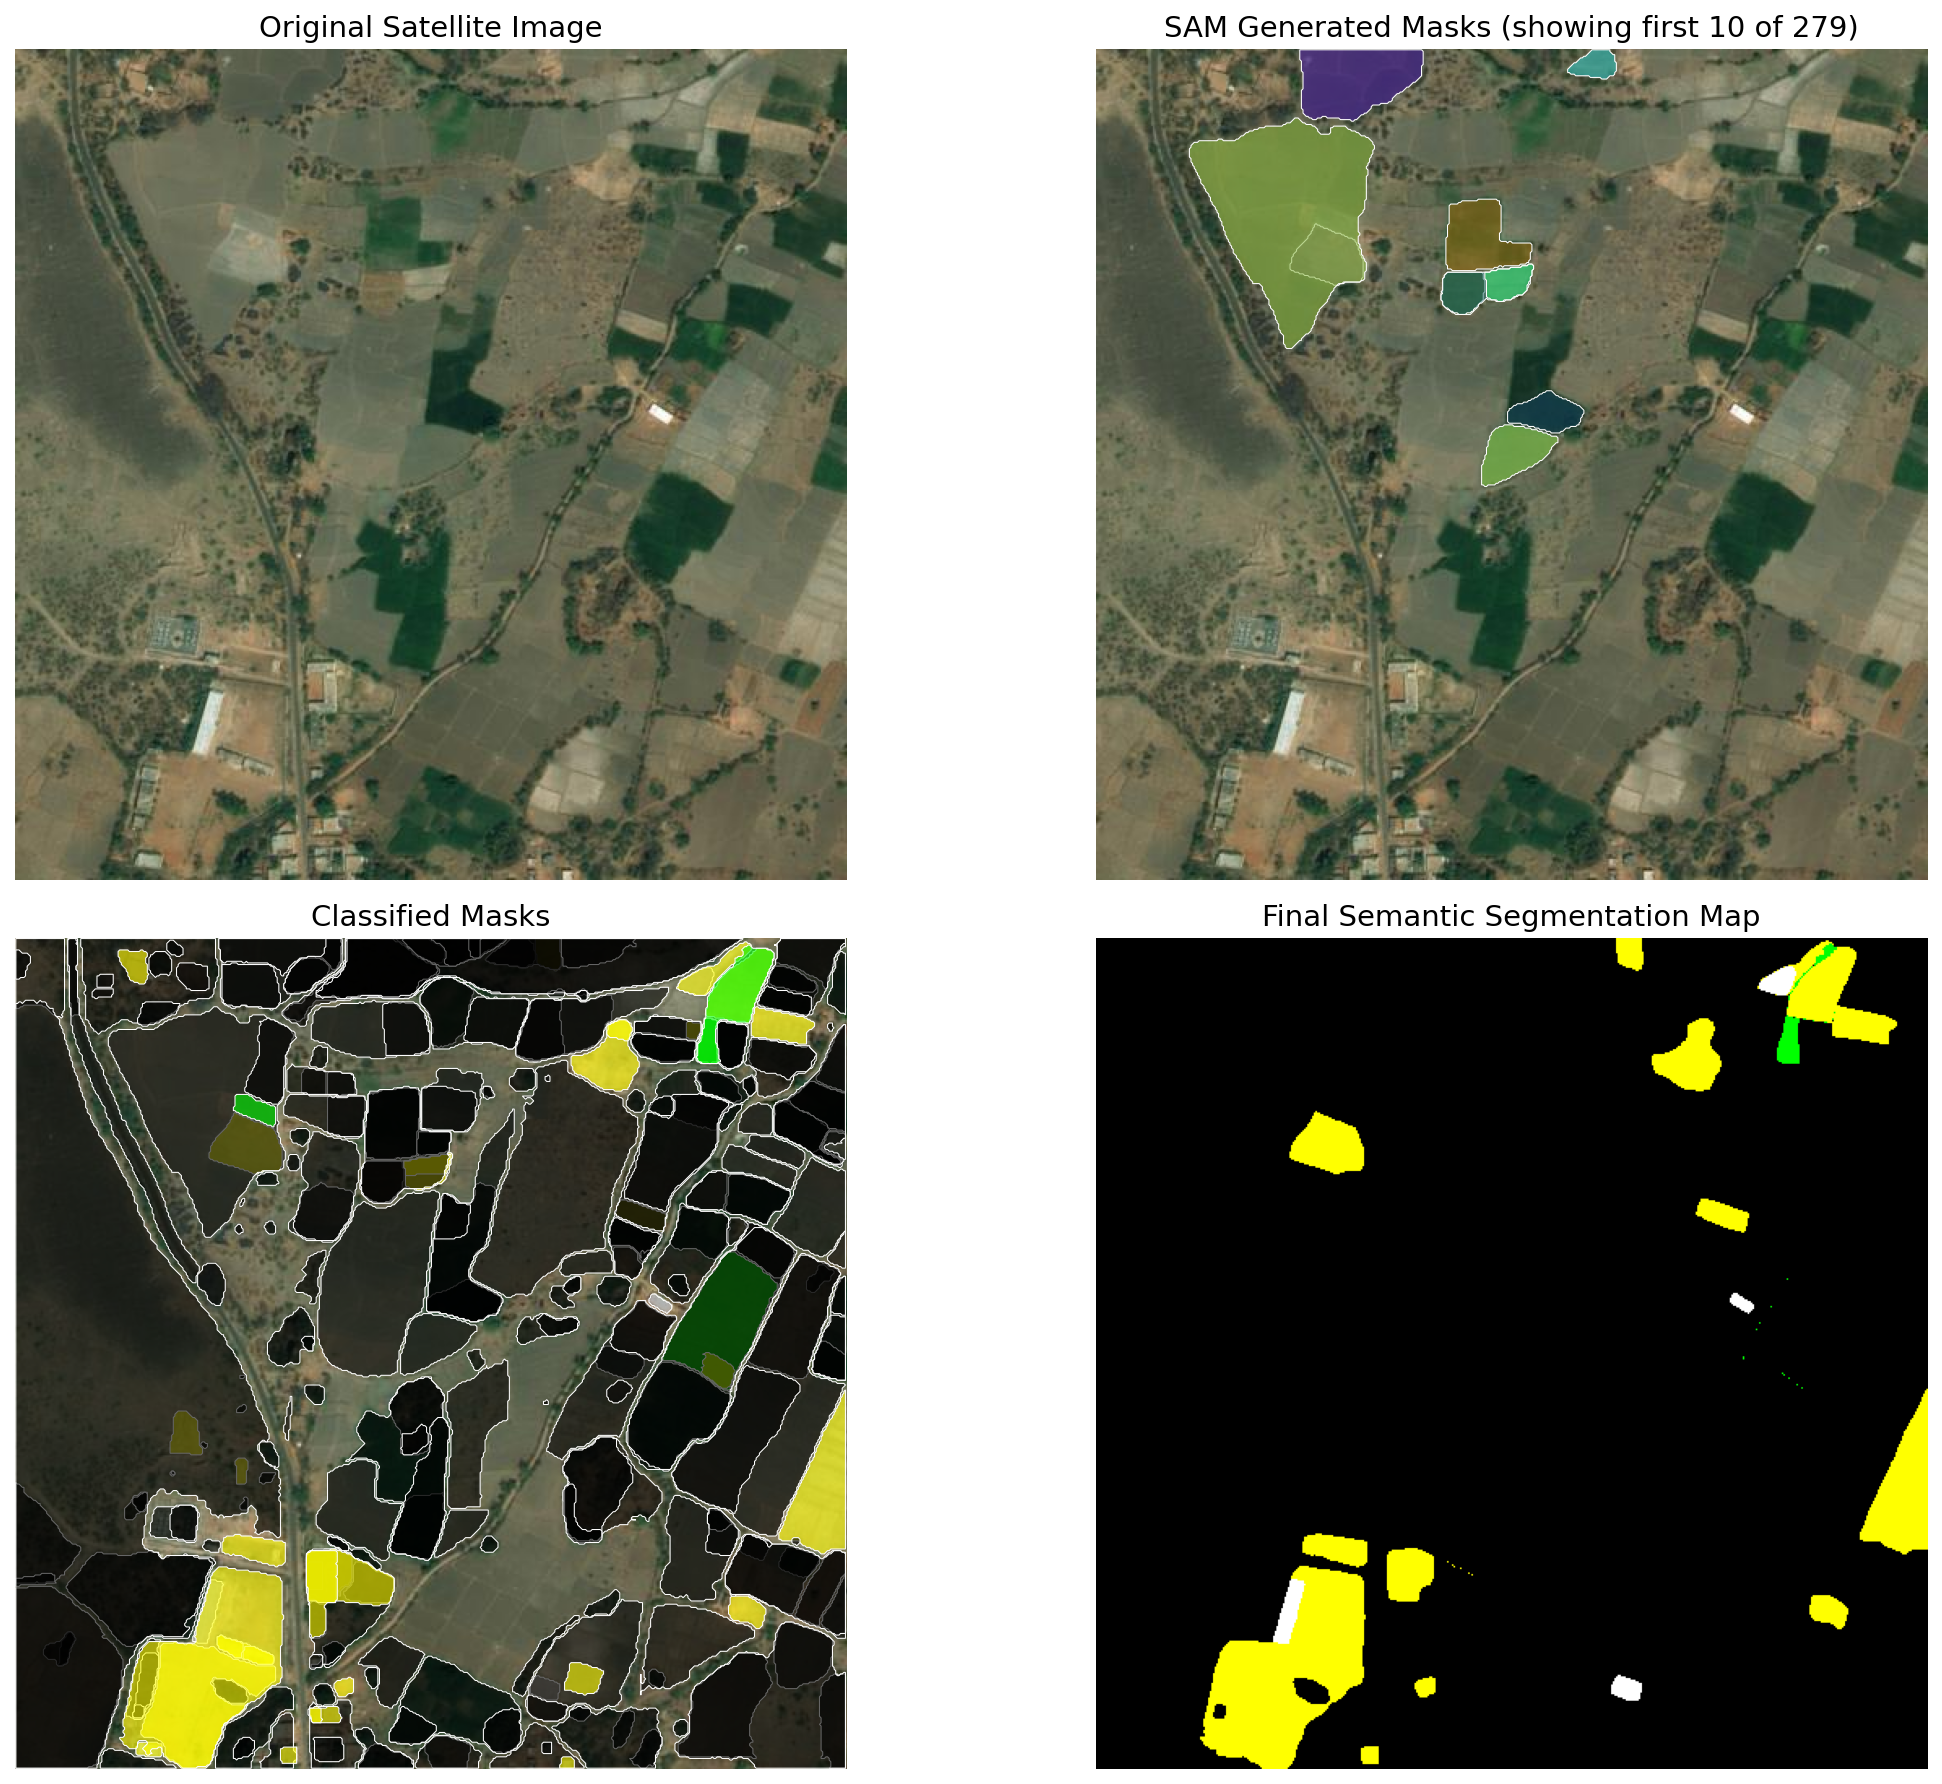 Original Satellite Image
SAM Generated Masks (showing first 10 of 279)
Classified Masks
Final Semantic Segmentation Map